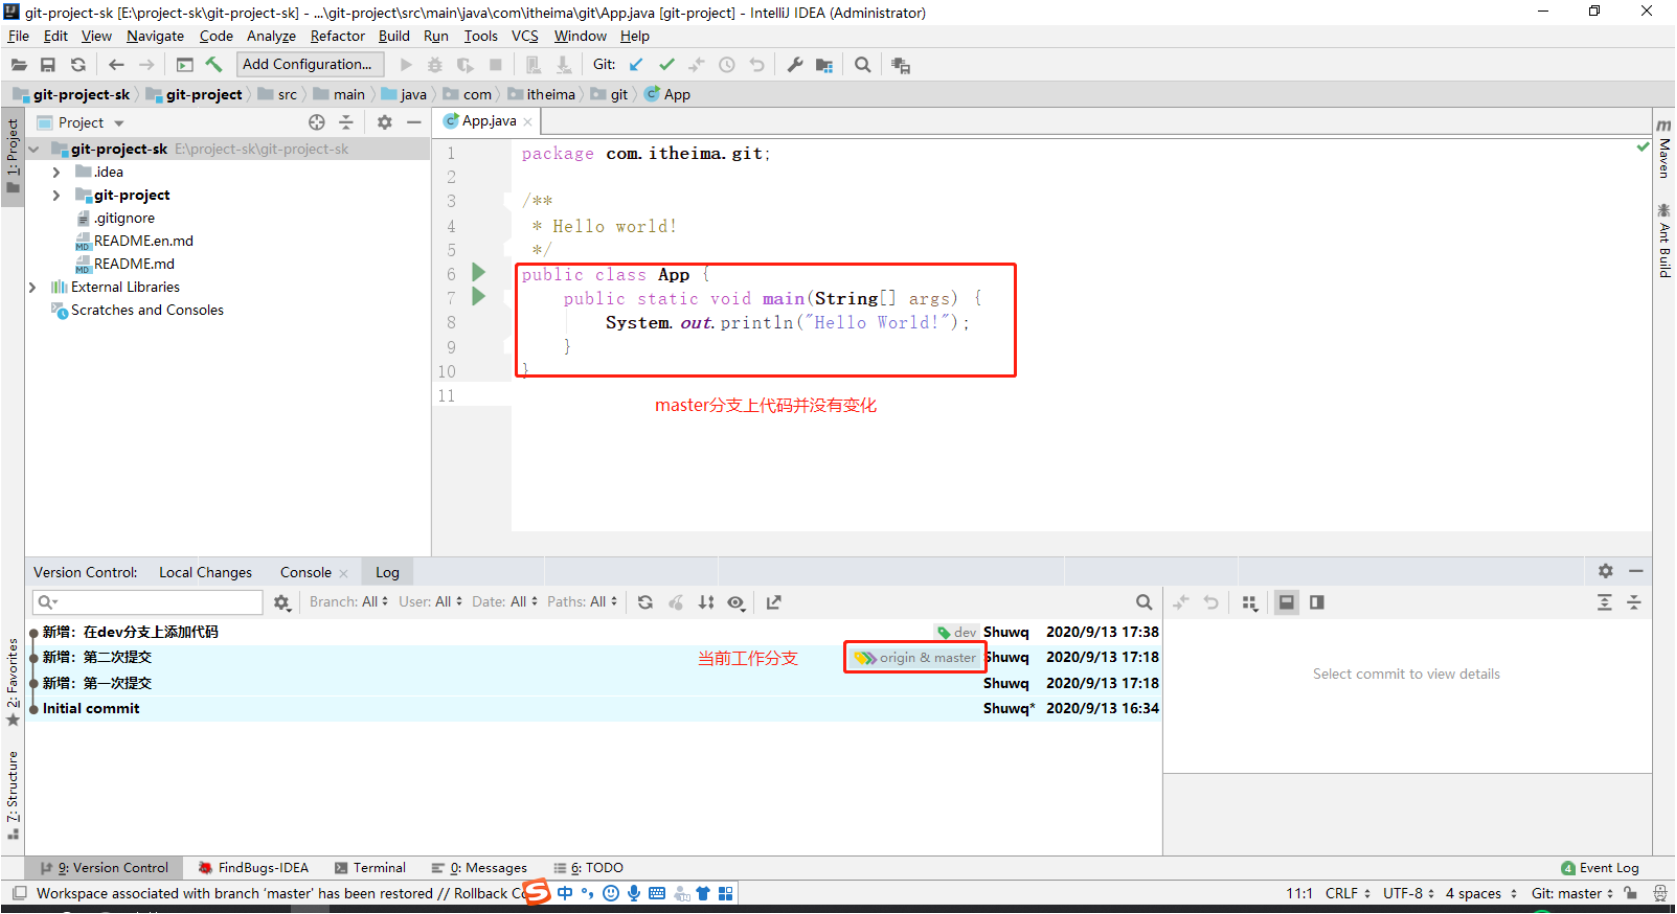 git-project-sk [E:\project-sk\git-project-sk] - ...\git-project\src\main\java\com\itheima\git\App.java [git-project] - IntelliJ IDEA (Administrator)
File Edit View Navigate Code Analyze Refactor Build Run Tools VCS Window Help
Add Configuration... Git:
git-project-sk git-project src main java com itheima git App
1: Project
Project
App.java
git-project-sk E:\project-sk\git-project-sk
.idea
git-project
.gitignore
README.en.md
README.md
External Libraries
Scratches and Consoles
1 package com.itheima.git;
2
3 /**
4 * Hello world!
5 */
6 public class App {
7 public static void main(String[] args) {
8 System.out.println("Hello World!");
9 }
10 }
11
master分支上代码并没有变化
Maven
Ant Build
Version Control: Local Changes Console Log
Branch: All User: All Date: All Paths: All
新增：在dev分支上添加代码 dev Shuwq 2020/9/13 17:38
新增：第二次提交 当前工作分支 origin & master Shuwq 2020/9/13 17:18
新增：第一次提交 Shuwq 2020/9/13 17:18
Initial commit Shuwq* 2020/9/13 16:34
Select commit to view details
2: Favorites
7: Structure
9: Version Control FindBugs-IDEA Terminal 0: Messages 6: TODO 4 Event Log
Workspace associated with branch 'master' has been restored // Rollback 中 11:1 CRLF UTF-8 4 spaces Git: master